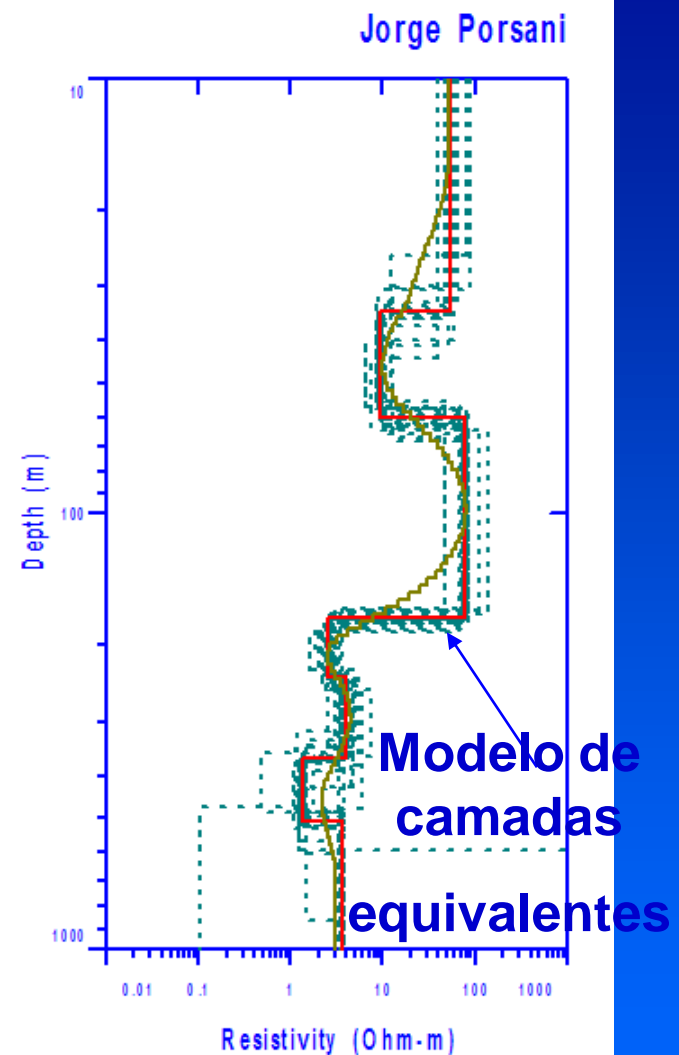 Jorge Porsani
10
100
1000
Depth (m)
Modelo de
camadas
equivalentes
0.01 0.1 1 10 100 1000
Resistivity (Ohm-m)